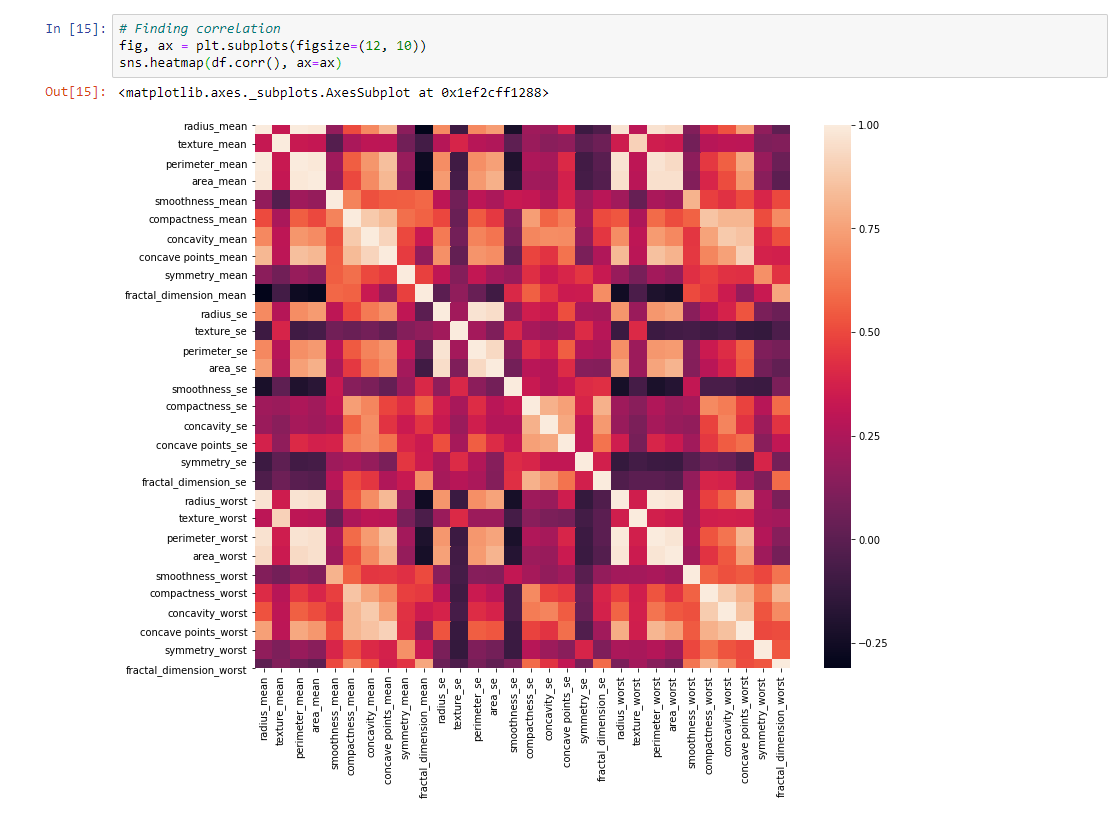 In [15]: # Finding correlation
fig, ax = plt.subplots(figsize=(12, 10))
sns.heatmap(df.corr(), ax=ax)
Out[15]: <matplotlib.axes._subplots.AxesSubplot at 0x1ef2cff1288>
radius_mean
texture_mean
perimeter_mean
area_mean
smoothness_mean
compactness_mean
concavity_mean
concave points_mean
symmetry_mean
fractal_dimension_mean
radius_se
texture_se
perimeter_se
area_se
smoothness_se
compactness_se
concavity_se
concave points_se
symmetry_se
fractal_dimension_se
radius_worst
texture_worst
perimeter_worst
area_worst
smoothness_worst
compactness_worst
concavity_worst
concave points_worst
symmetry_worst
fractal_dimension_worst
radius_mean
texture_mean
perimeter_mean
area_mean
smoothness_mean
compactness_mean
concavity_mean
concave points_mean
symmetry_mean
fractal_dimension_mean
radius_se
texture_se
perimeter_se
area_se
smoothness_se
compactness_se
concavity_se
concave points_se
symmetry_se
fractal_dimension_se
radius_worst
texture_worst
perimeter_worst
area_worst
smoothness_worst
compactness_worst
concavity_worst
concave points_worst
symmetry_worst
fractal_dimension_worst
1.00
0.75
0.50
0.25
0.00
−0.25